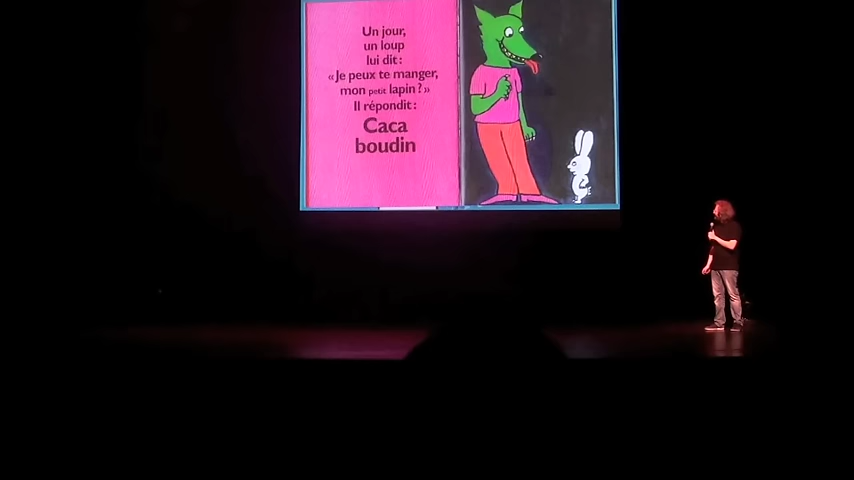 Un jour,
un loup
lui dit :
« Je peux te manger,
mon petit lapin ? »
Il répondit :
Caca
boudin